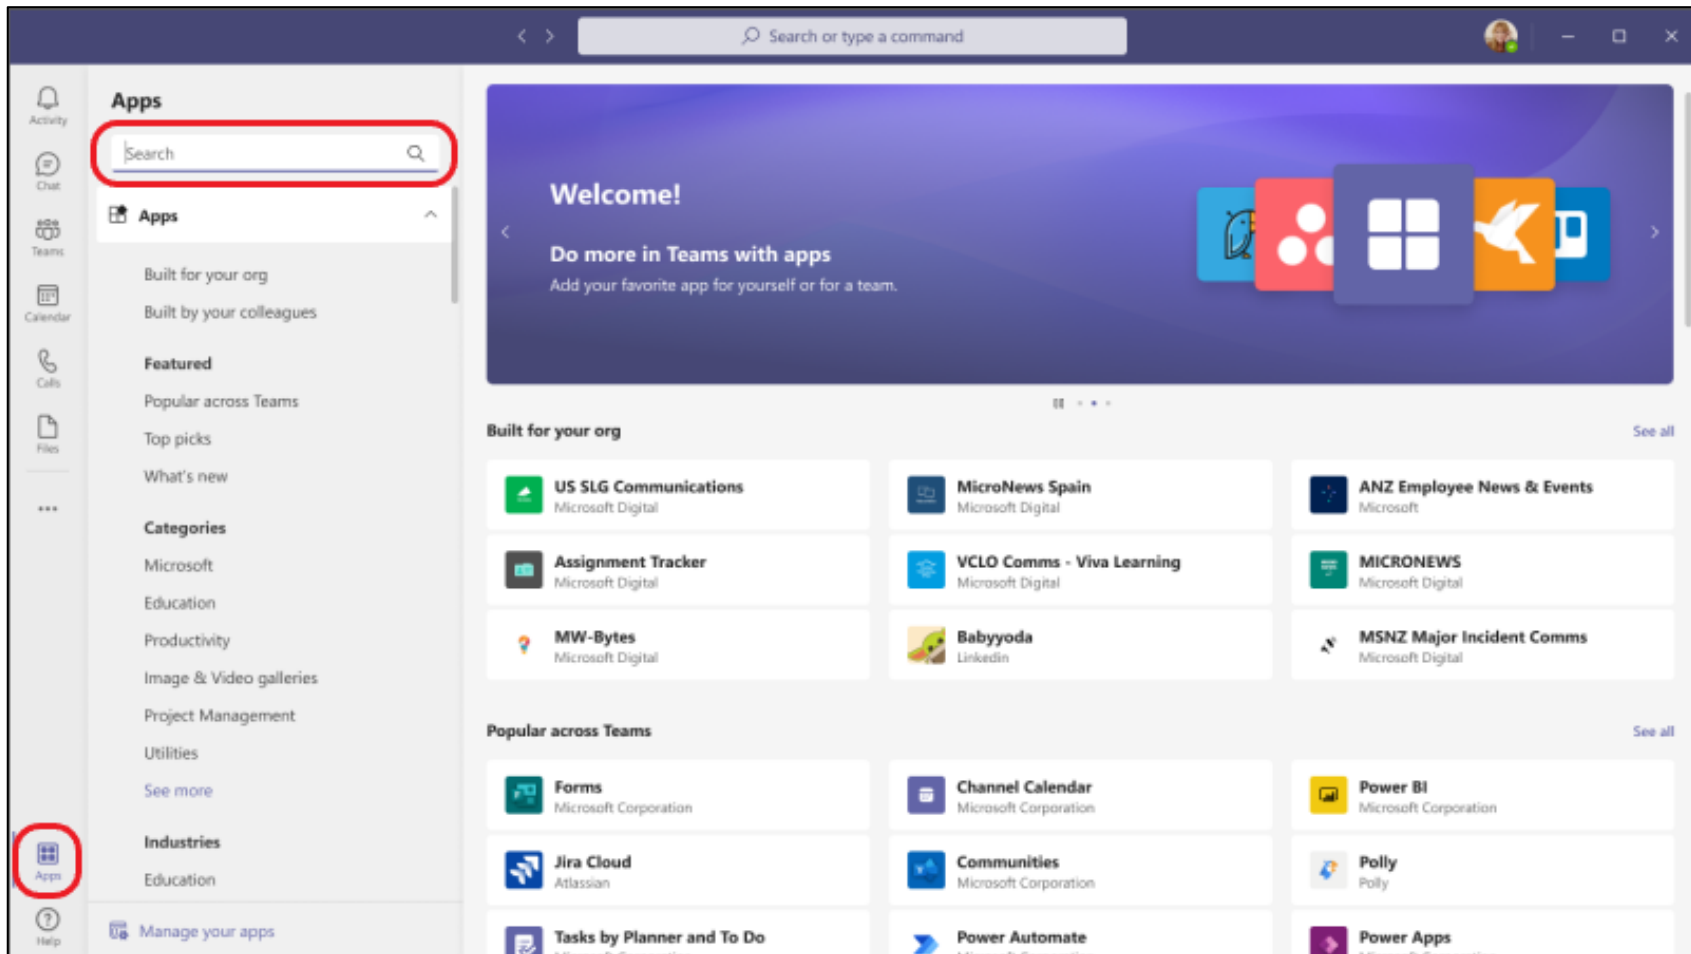 Search or type a command
Activity
Chat
Teams
Calendar
Calls
Files
Apps
Help
Apps
Search
Apps
Built for your org
Built by your colleagues
Featured
Popular across Teams
Top picks
What's new
Categories
Microsoft
Education
Productivity
Image & Video galleries
Project Management
Utilities
See more
Industries
Education
Manage your apps
Welcome!
Do more in Teams with apps
Add your favorite app for yourself or for a team.
Built for your org
See all
US SLG Communications
Microsoft Digital
MicroNews Spain
Microsoft Digital
ANZ Employee News & Events
Microsoft
Assignment Tracker
Microsoft Digital
VCLO Comms - Viva Learning
Microsoft Digital
MICRONEWS
Microsoft Digital
MW-Bytes
Microsoft Digital
Babyyoda
Linkedin
MSNZ Major Incident Comms
Microsoft Digital
Popular across Teams
See all
Forms
Microsoft Corporation
Channel Calendar
Microsoft Corporation
Power BI
Microsoft Corporation
Jira Cloud
Atlassian
Communities
Microsoft Corporation
Polly
Polly
Tasks by Planner and To Do
Power Automate
Power Apps